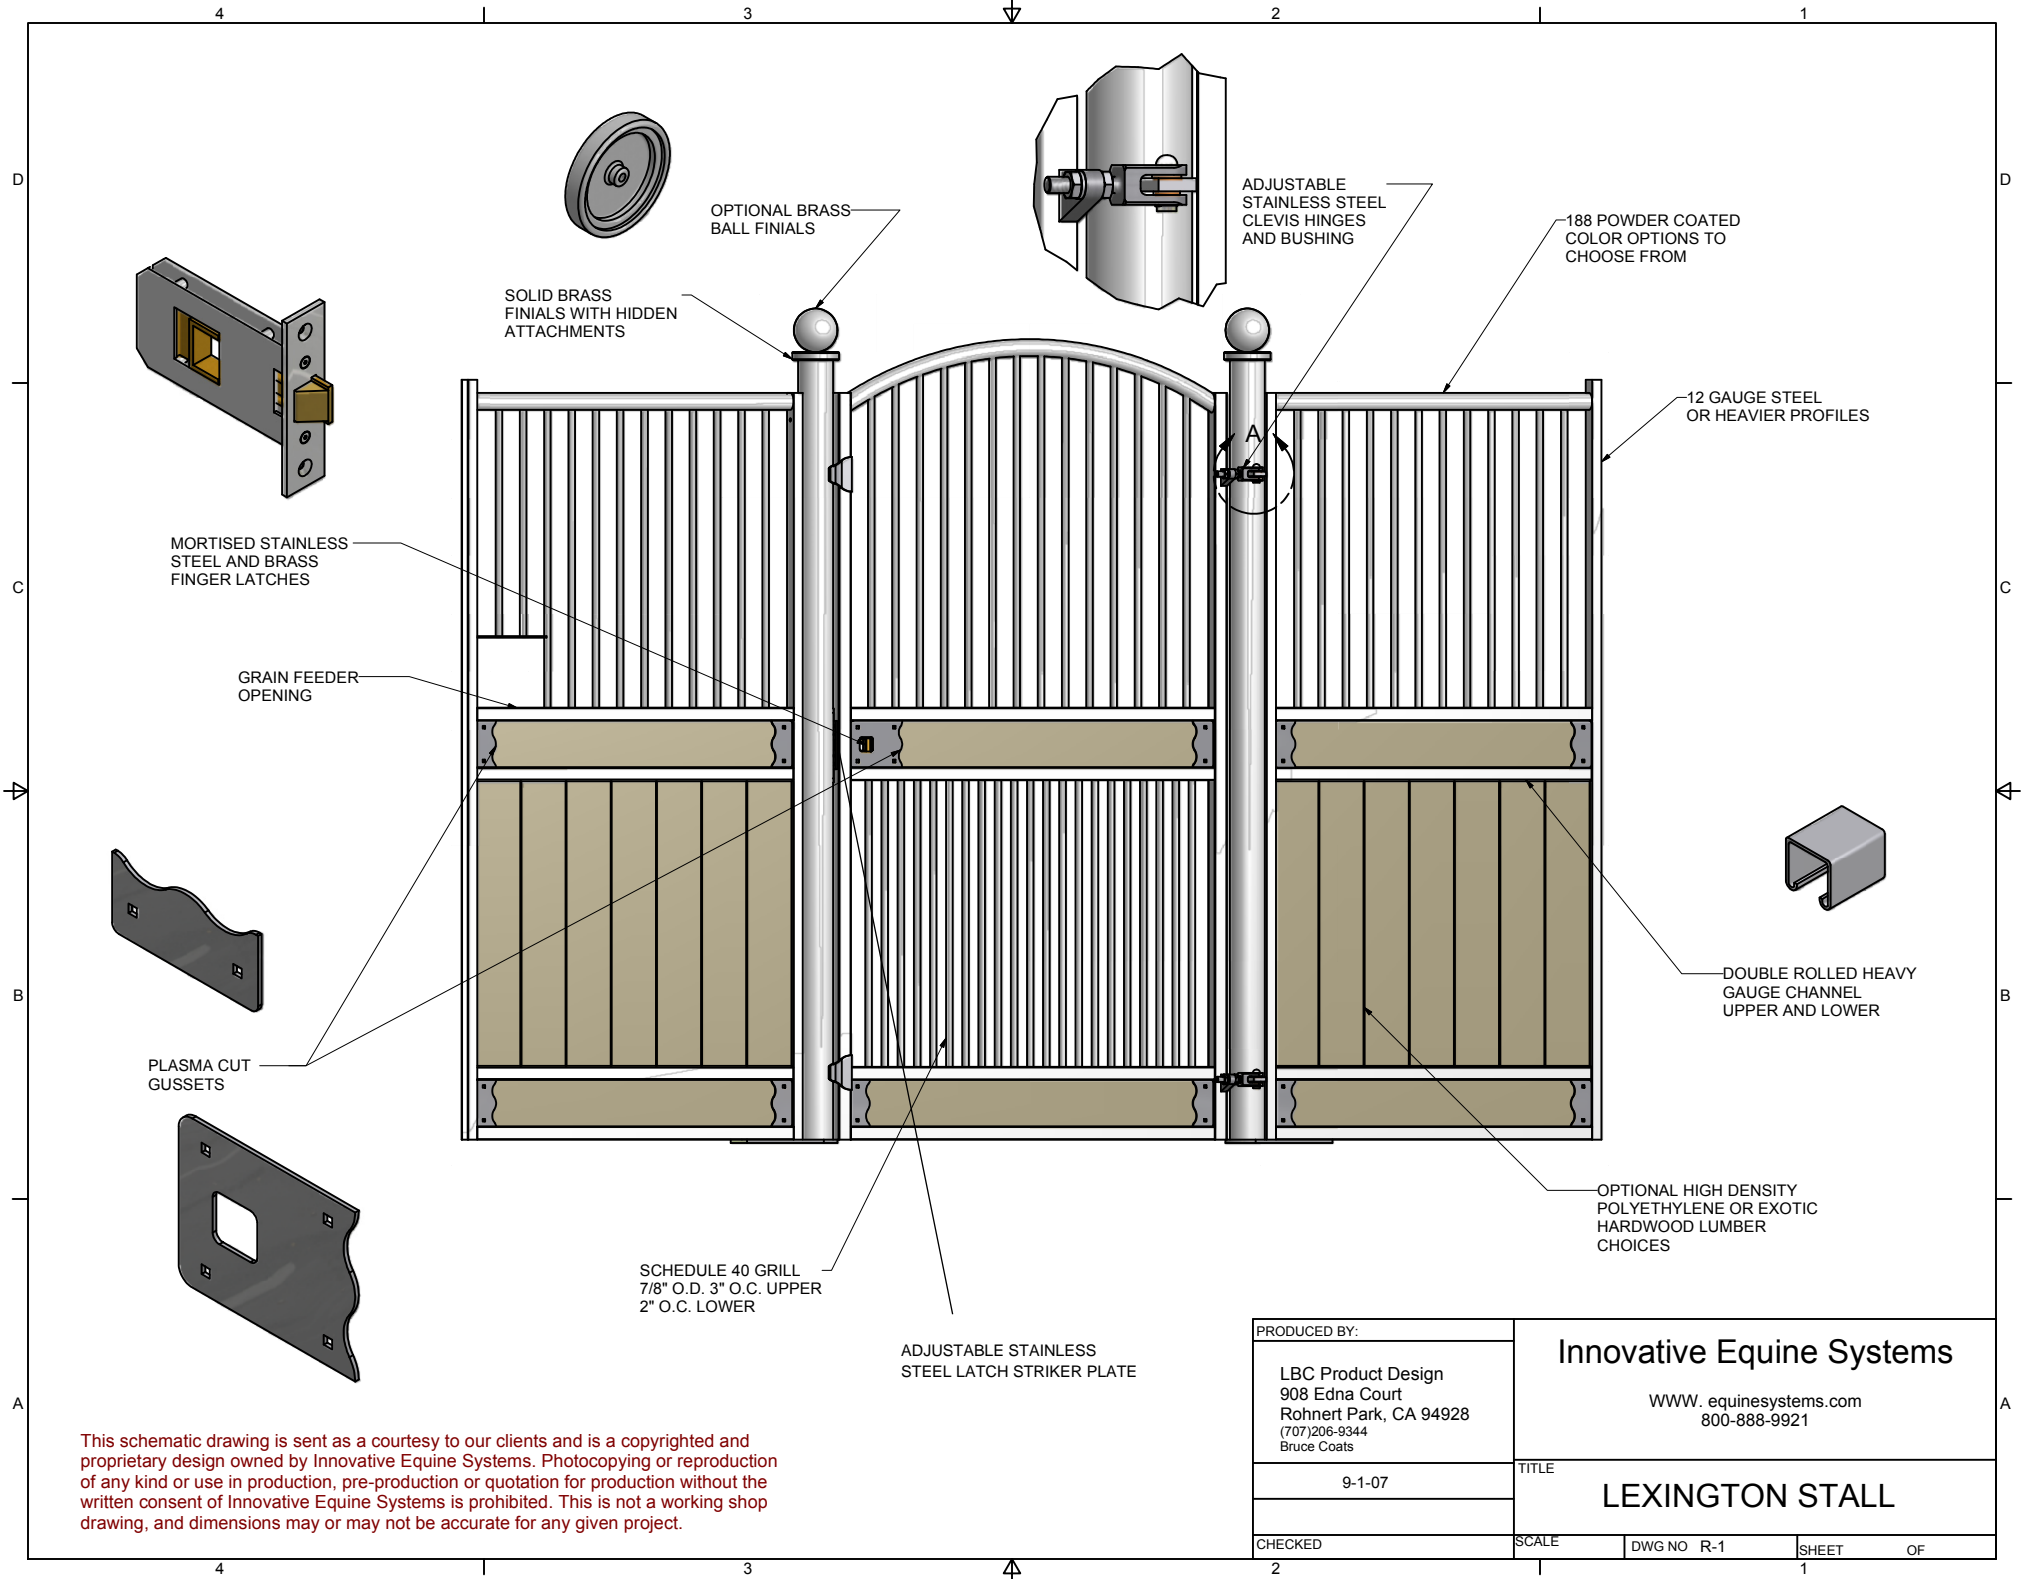 4
3
2
1
D
D
C
C
B
B
A
A
4
3
2
1
OPTIONAL BRASS
BALL FINIALS
SOLID BRASS
FINIALS WITH HIDDEN
ATTACHMENTS
ADJUSTABLE
STAINLESS STEEL
CLEVIS HINGES
AND BUSHING
188 POWDER COATED
COLOR OPTIONS TO
CHOOSE FROM
12 GAUGE STEEL
OR HEAVIER PROFILES
A
MORTISED STAINLESS
STEEL AND BRASS
FINGER LATCHES
GRAIN FEEDER
OPENING
PLASMA CUT
GUSSETS
DOUBLE ROLLED HEAVY
GAUGE CHANNEL
UPPER AND LOWER
OPTIONAL HIGH DENSITY
POLYETHYLENE OR EXOTIC
HARDWOOD LUMBER
CHOICES
SCHEDULE 40 GRILL
7/8" O.D. 3" O.C. UPPER
2" O.C. LOWER
ADJUSTABLE STAINLESS
STEEL LATCH STRIKER PLATE
This schematic drawing is sent as a courtesy to our clients and is a copyrighted and
proprietary design owned by Innovative Equine Systems. Photocopying or reproduction
of any kind or use in production, pre-production or quotation for production without the
written consent of Innovative Equine Systems is prohibited. This is not a working shop
drawing, and dimensions may or may not be accurate for any given project.
PRODUCED BY:
LBC Product Design
908 Edna Court
Rohnert Park, CA 94928
(707)206-9344
Bruce Coats
9-1-07
CHECKED
Innovative Equine Systems
WWW. equinesystems.com
800-888-9921
TITLE
LEXINGTON STALL
SCALE
DWG NO R-1
SHEET OF